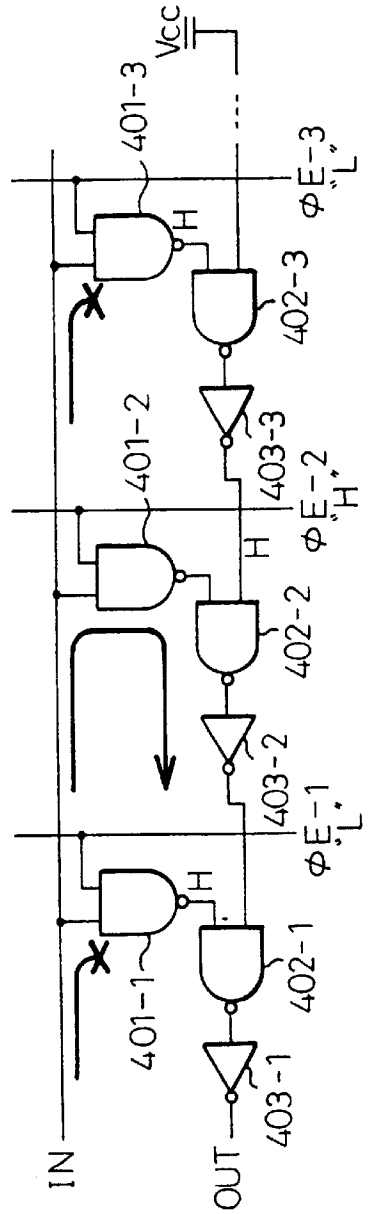 IN
OUT
403-1
402-1
401-1
H
ΦE-1
"L"
403-2
402-2
401-2
H
ΦE-2
"H"
403-3
402-3
401-3
H
ΦE-3
"L"
Vcc